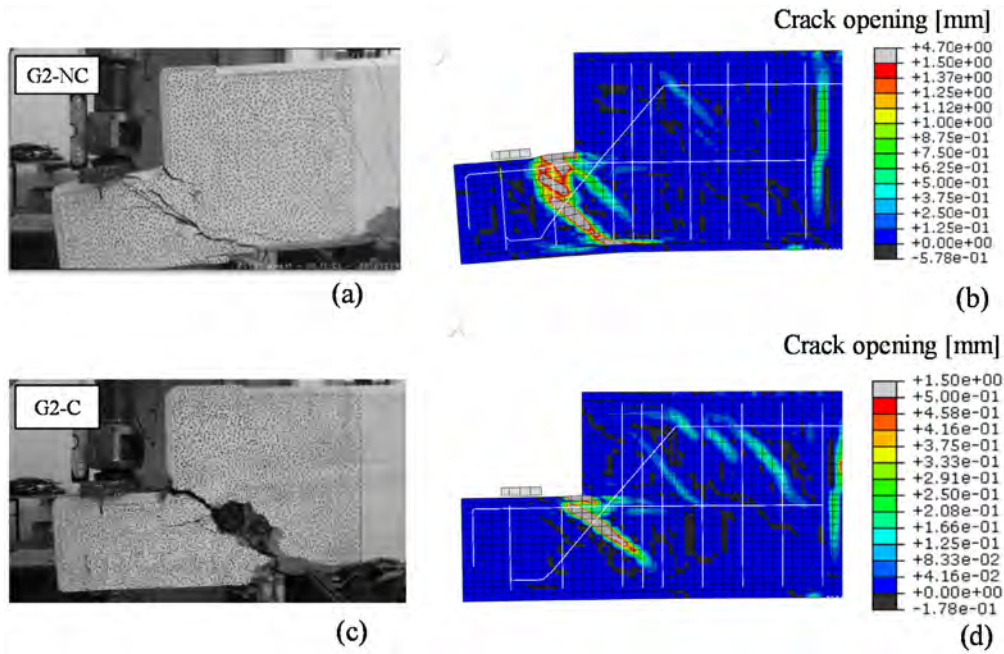 Crack opening [mm]
G2-NC
+4.70e+00
+1.50e+00
+1.37e+00
+1.25e+00
+1.12e+00
+1.00e+00
+8.75e-01
+7.50e-01
+6.25e-01
+5.00e-01
+3.75e-01
+2.50e-01
+1.25e-01
+0.00e+00
-5.78e-01
(a)
(b)
Crack opening [mm]
G2-C
+1.50e+00
+5.00e-01
+4.58e-01
+4.16e-01
+3.75e-01
+3.33e-01
+2.91e-01
+2.50e-01
+2.08e-01
+1.66e-01
+1.25e-01
+8.33e-02
+4.16e-02
+0.00e+00
-1.78e-01
(c)
(d)